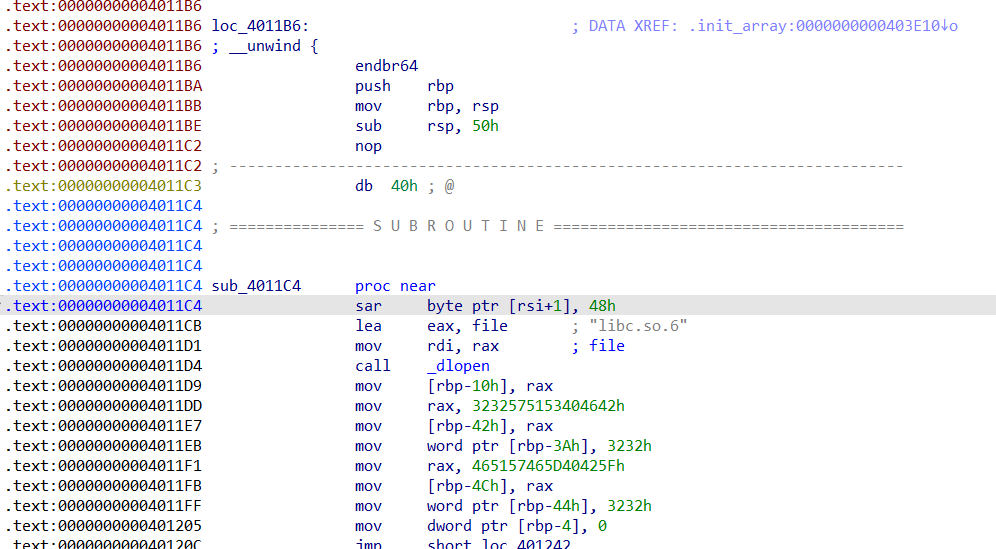 .text:00000000004011B6
.text:00000000004011B6 loc_4011B6: ; DATA XREF: .init_array:0000000000403E10↓o
.text:00000000004011B6 ; __unwind {
.text:00000000004011B6 endbr64
.text:00000000004011BA push rbp
.text:00000000004011BB mov rbp, rsp
.text:00000000004011BE sub rsp, 50h
.text:00000000004011C2 nop
.text:00000000004011C2 ; ---------------------------------------------------------------------------
.text:00000000004011C3 db 40h ; @
.text:00000000004011C4
.text:00000000004011C4 ; =============== S U B R O U T I N E =======================================
.text:00000000004011C4
.text:00000000004011C4
.text:00000000004011C4 sub_4011C4 proc near
.text:00000000004011C4 sar byte ptr [rsi+1], 48h
.text:00000000004011CB lea eax, file ; "libc.so.6"
.text:00000000004011D1 mov rdi, rax ; file
.text:00000000004011D4 call _dlopen
.text:00000000004011D9 mov [rbp-10h], rax
.text:00000000004011DD mov rax, 3232575153404642h
.text:00000000004011E7 mov [rbp-42h], rax
.text:00000000004011EB mov word ptr [rbp-3Ah], 3232h
.text:00000000004011F1 mov rax, 465157465D40425Fh
.text:00000000004011FB mov [rbp-4Ch], rax
.text:00000000004011FF mov word ptr [rbp-44h], 3232h
.text:0000000000401205 mov dword ptr [rbp-4], 0
.text:000000000040120C jmp short loc_401242